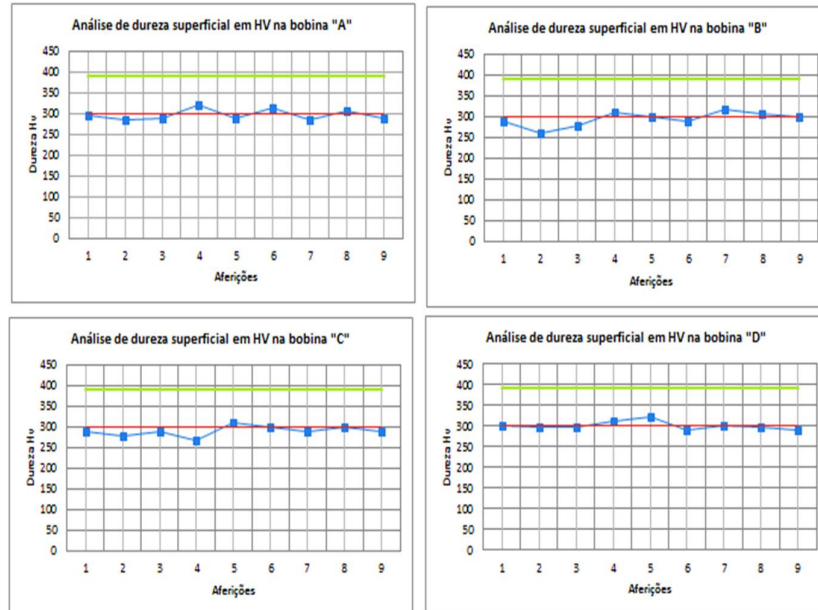 Análise de dureza superficial em HV na bobina "A"
450
400
350
300
250
200
150
100
50
0
Dureza Hv
1 2 3 4 5 6 7 8 9
Aferições
Análise de dureza superficial em HV na bobina "B"
450
400
350
300
250
200
150
100
50
0
Dureza Hv
1 2 3 4 5 6 7 8 9
Aferições
Análise de dureza superficial em HV na bobina "C"
450
400
350
300
250
200
150
100
50
0
Dureza Hv
1 2 3 4 5 6 7 8 9
Aferições
Análise de dureza superficial em HV na bobina "D"
450
400
350
300
250
200
150
100
50
0
Dureza Hv
1 2 3 4 5 6 7 8 9
Aferições